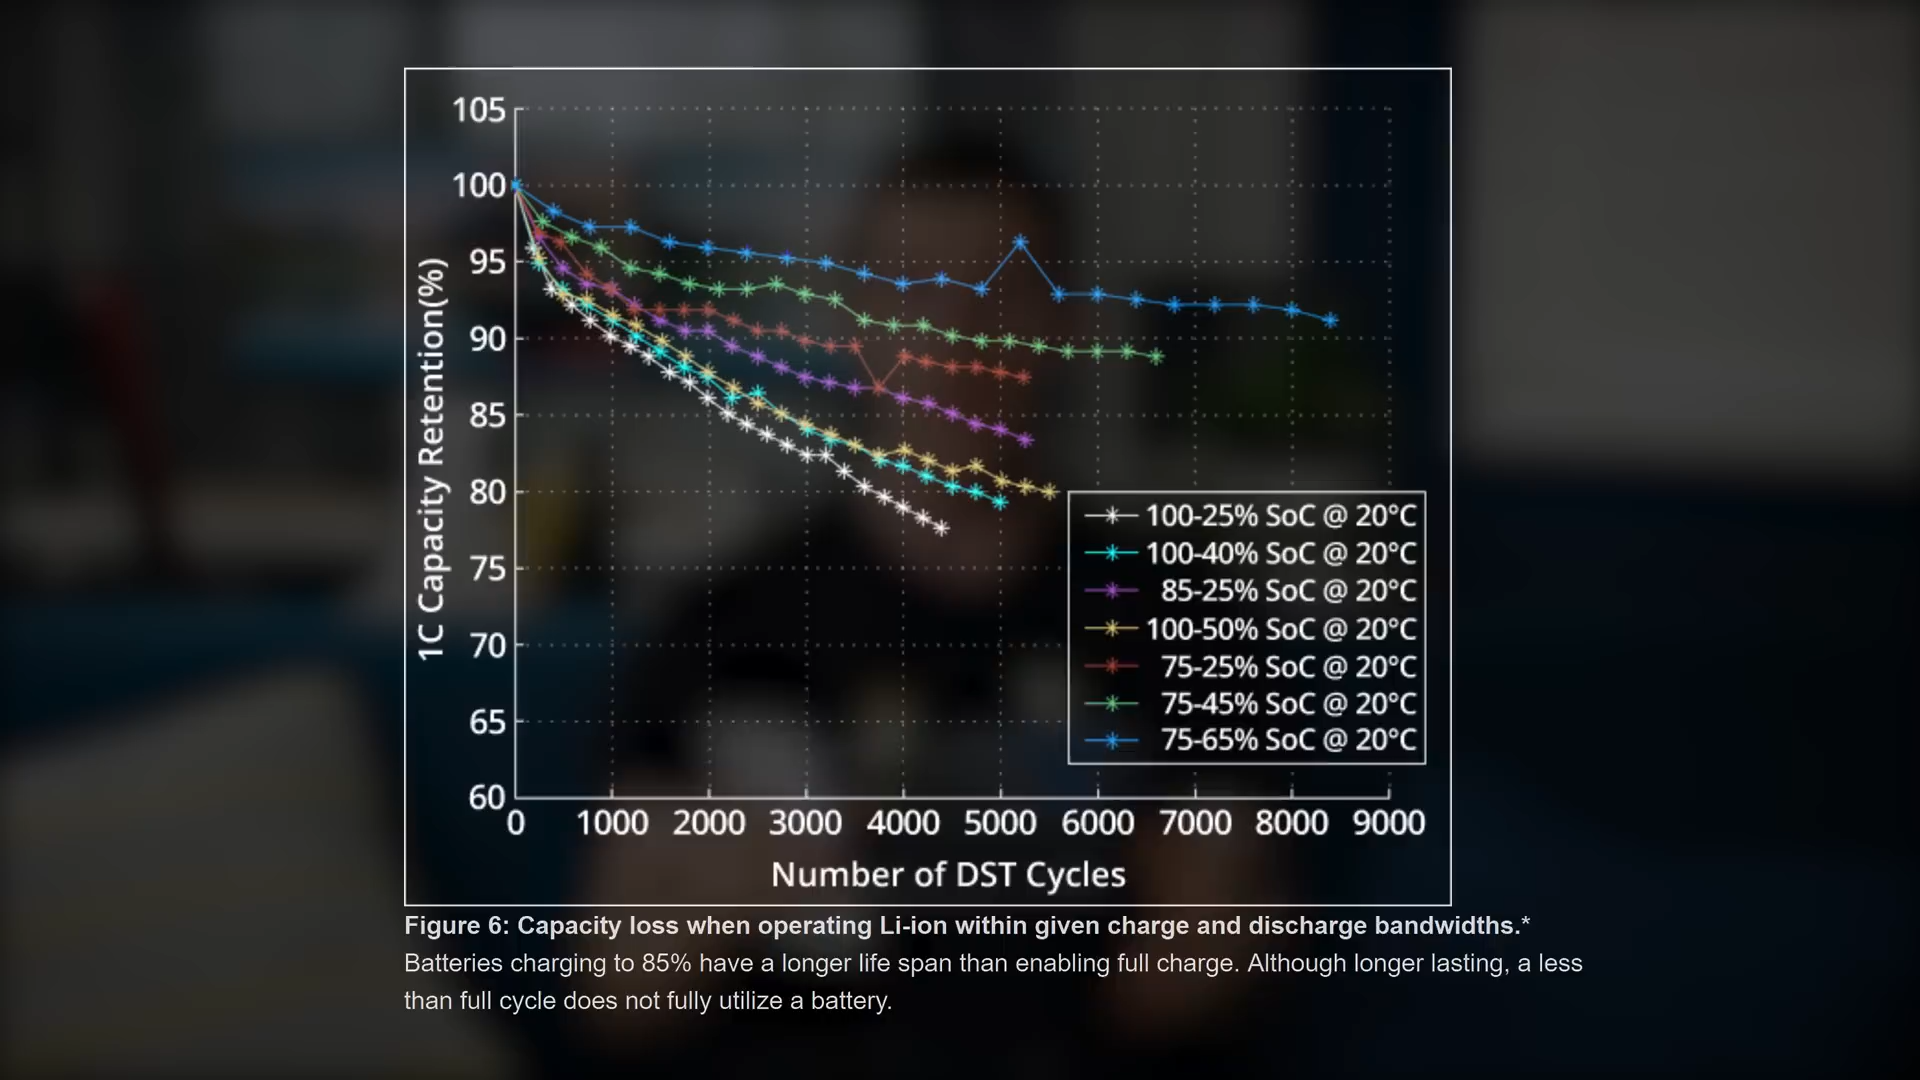 105
100
95
90
85
80
75
70
65
60
1C Capacity Retention(%)
0 1000 2000 3000 4000 5000 6000 7000 8000 9000
Number of DST Cycles
100-25% SoC @ 20°C
100-40% SoC @ 20°C
85-25% SoC @ 20°C
100-50% SoC @ 20°C
75-25% SoC @ 20°C
75-45% SoC @ 20°C
75-65% SoC @ 20°C
Figure 6: Capacity loss when operating Li-ion within given charge and discharge bandwidths.*
Batteries charging to 85% have a longer life span than enabling full charge. Although longer lasting, a less
than full cycle does not fully utilize a battery.